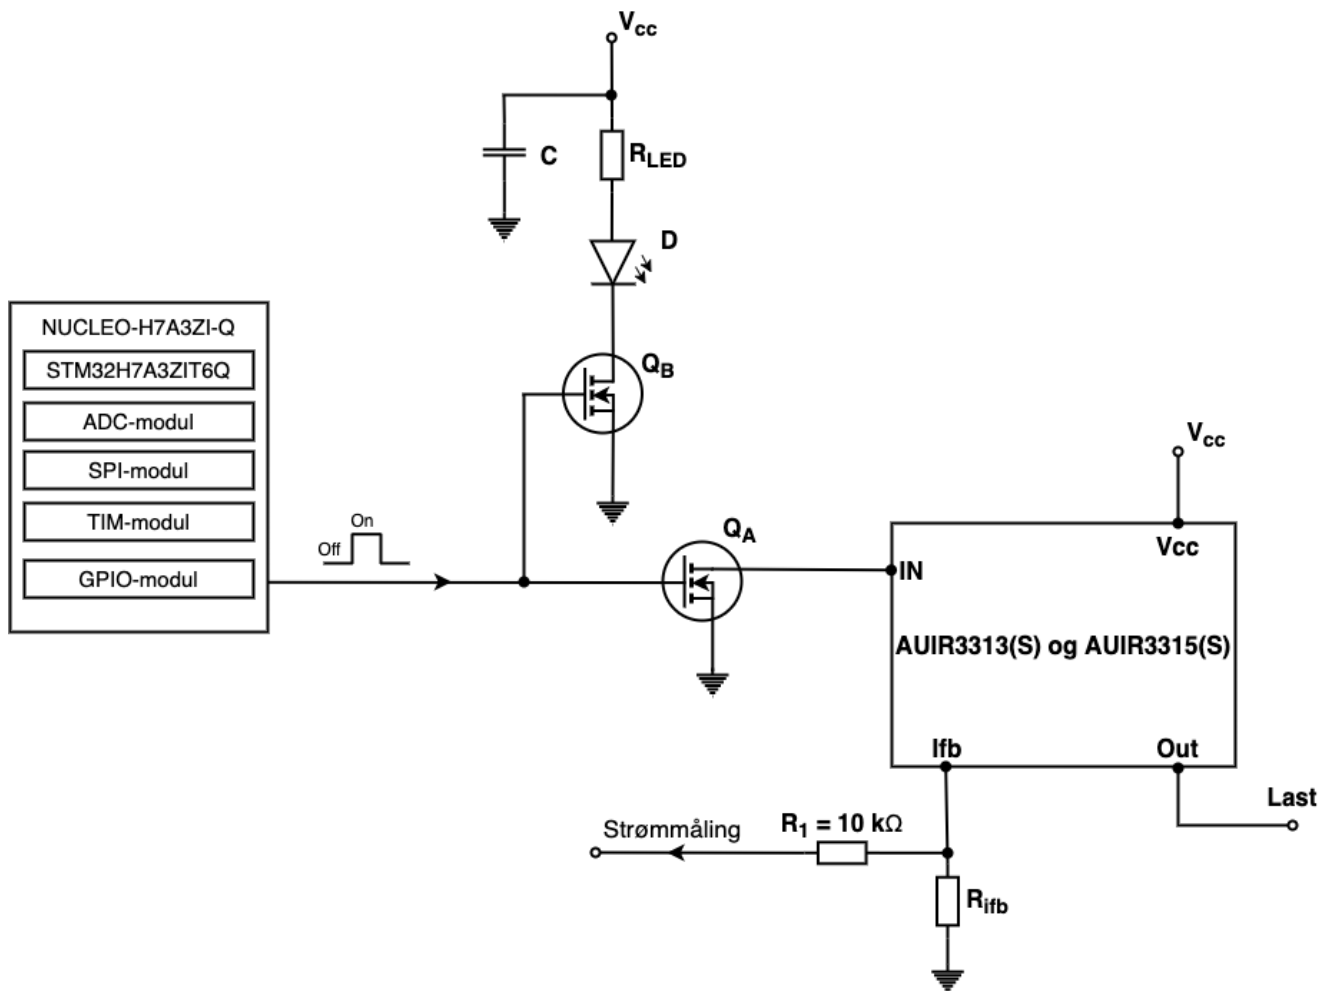 Vcc
C
RLED
D
NUCLEO-H7A3ZI-Q
STM32H7A3ZIT6Q
ADC-modul
SPI-modul
TIM-modul
GPIO-modul
QB
On
Off
QA
Vcc
Vcc
IN
AUIR3313(S) og AUIR3315(S)
Ifb
Out
Last
Strømmåling
R1 = 10 kΩ
Rifb